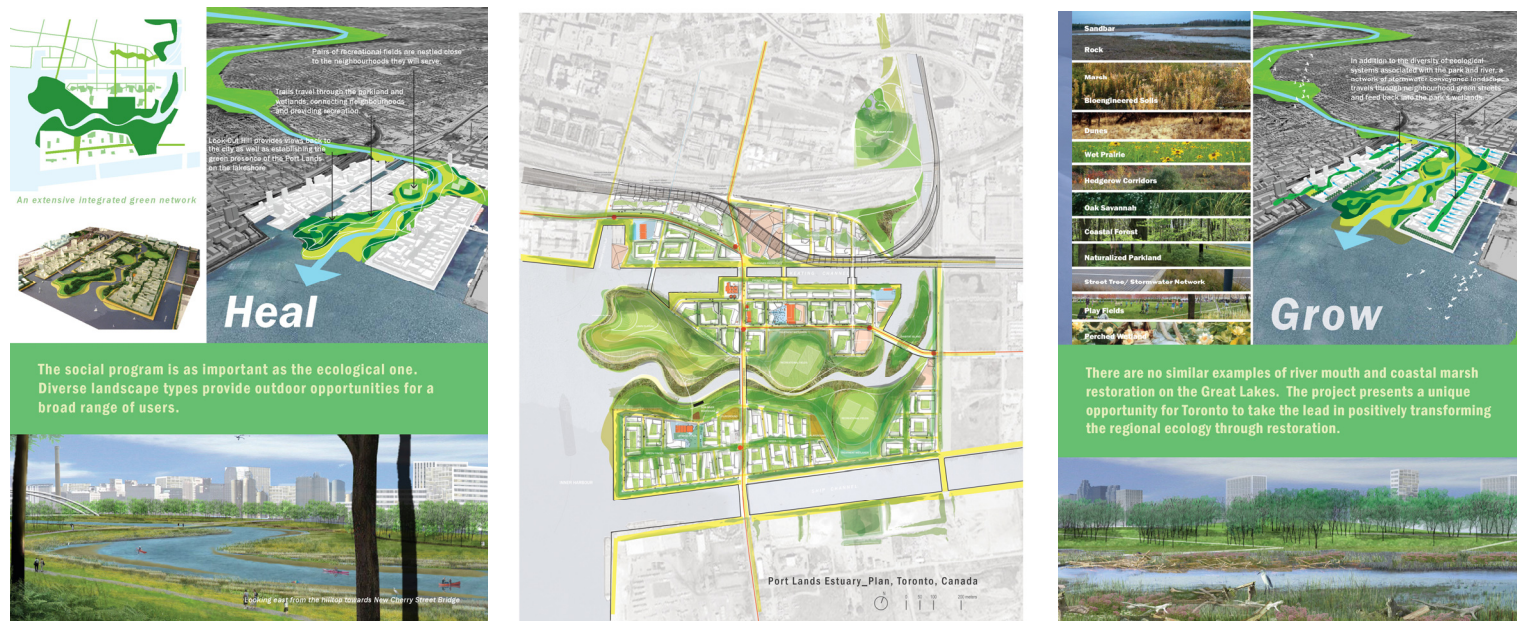 Pairs of recreational fields are nestled close
to the neighbourhoods they will serve.
Trails travel through the parkland and
wetlands, connecting neighbourhoods
and providing recreation.
Look Out Hill provides views back to
the city as well as establishing the
green presence of the Port Lands
on the lakeshore
An extensive integrated green network
Heal
The social program is as important as the ecological one.
Diverse landscape types provide outdoor opportunities for a
broad range of users.
Looking east from the hilltop towards New Cherry Street Bridge
Port Lands Estuary_Plan, Toronto, Canada
Sandbar
Rock
Marsh
Bioengineered Soils
Dunes
Wet Prairie
Hedgerow Corridors
Oak Savannah
Coastal Forest
Naturalized Parkland
Street Tree/ Stormwater Network
Play Fields
Perched Wetland
In addition to the diversity of ecological
systems associated with the park and river, a
network of stormwater conveyance landscapes
travels through neighbourhood green streets
and feed back into the park's wetlands.
Grow
There are no similar examples of river mouth and coastal marsh
restoration on the Great Lakes. The project presents a unique
opportunity for Toronto to take the lead in positively transforming
the regional ecology through restoration.